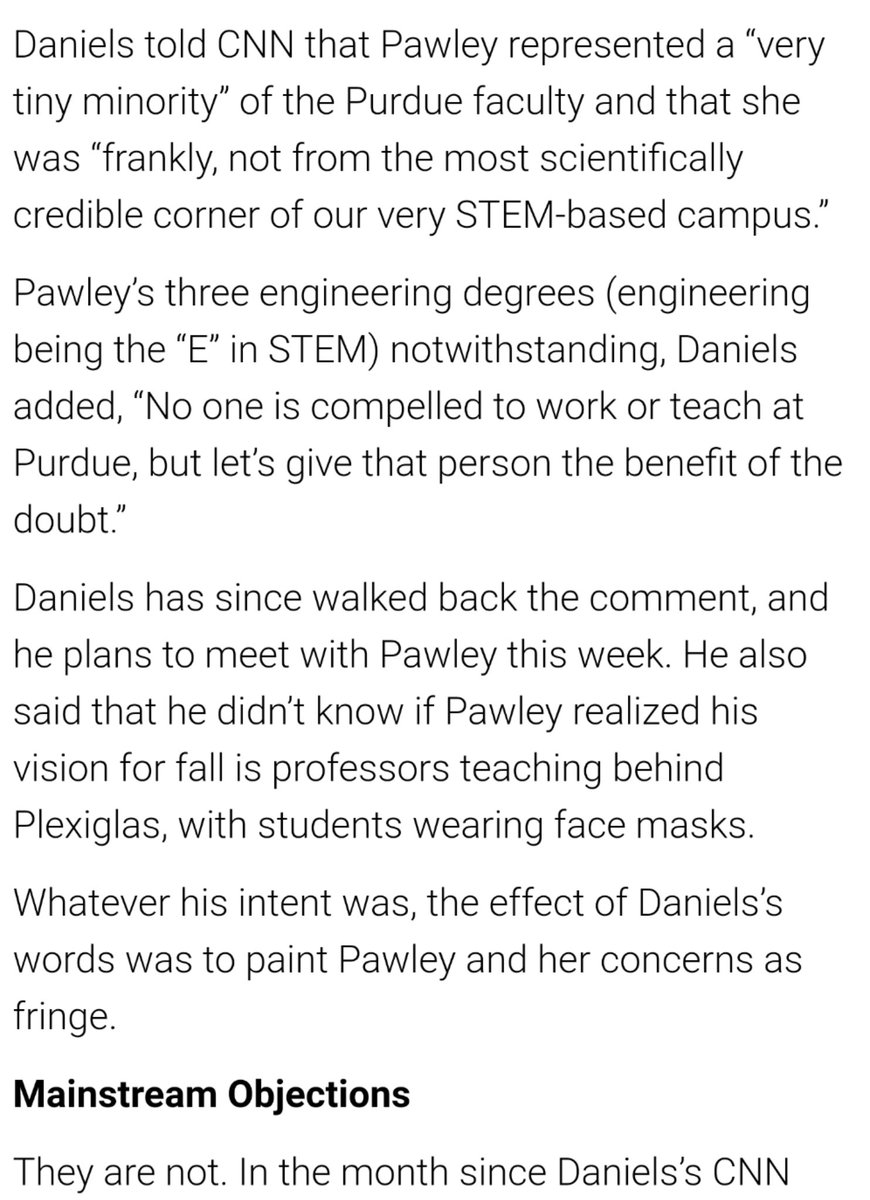 Daniels told CNN that Pawley represented a “very
tiny minority” of the Purdue faculty and that she
was “frankly, not from the most scientifically
credible corner of our very STEM-based campus.”
Pawley’s three engineering degrees (engineering
being the “E” in STEM) notwithstanding, Daniels
added, “No one is compelled to work or teach at
Purdue, but let’s give that person the benefit of the
doubt.”
Daniels has since walked back the comment, and
he plans to meet with Pawley this week. He also
said that he didn’t know if Pawley realized his
vision for fall is professors teaching behind
Plexiglas, with students wearing face masks.
Whatever his intent was, the effect of Daniels’s
words was to paint Pawley and her concerns as
fringe.
Mainstream Objections
They are not. In the month since Daniels’s CNN